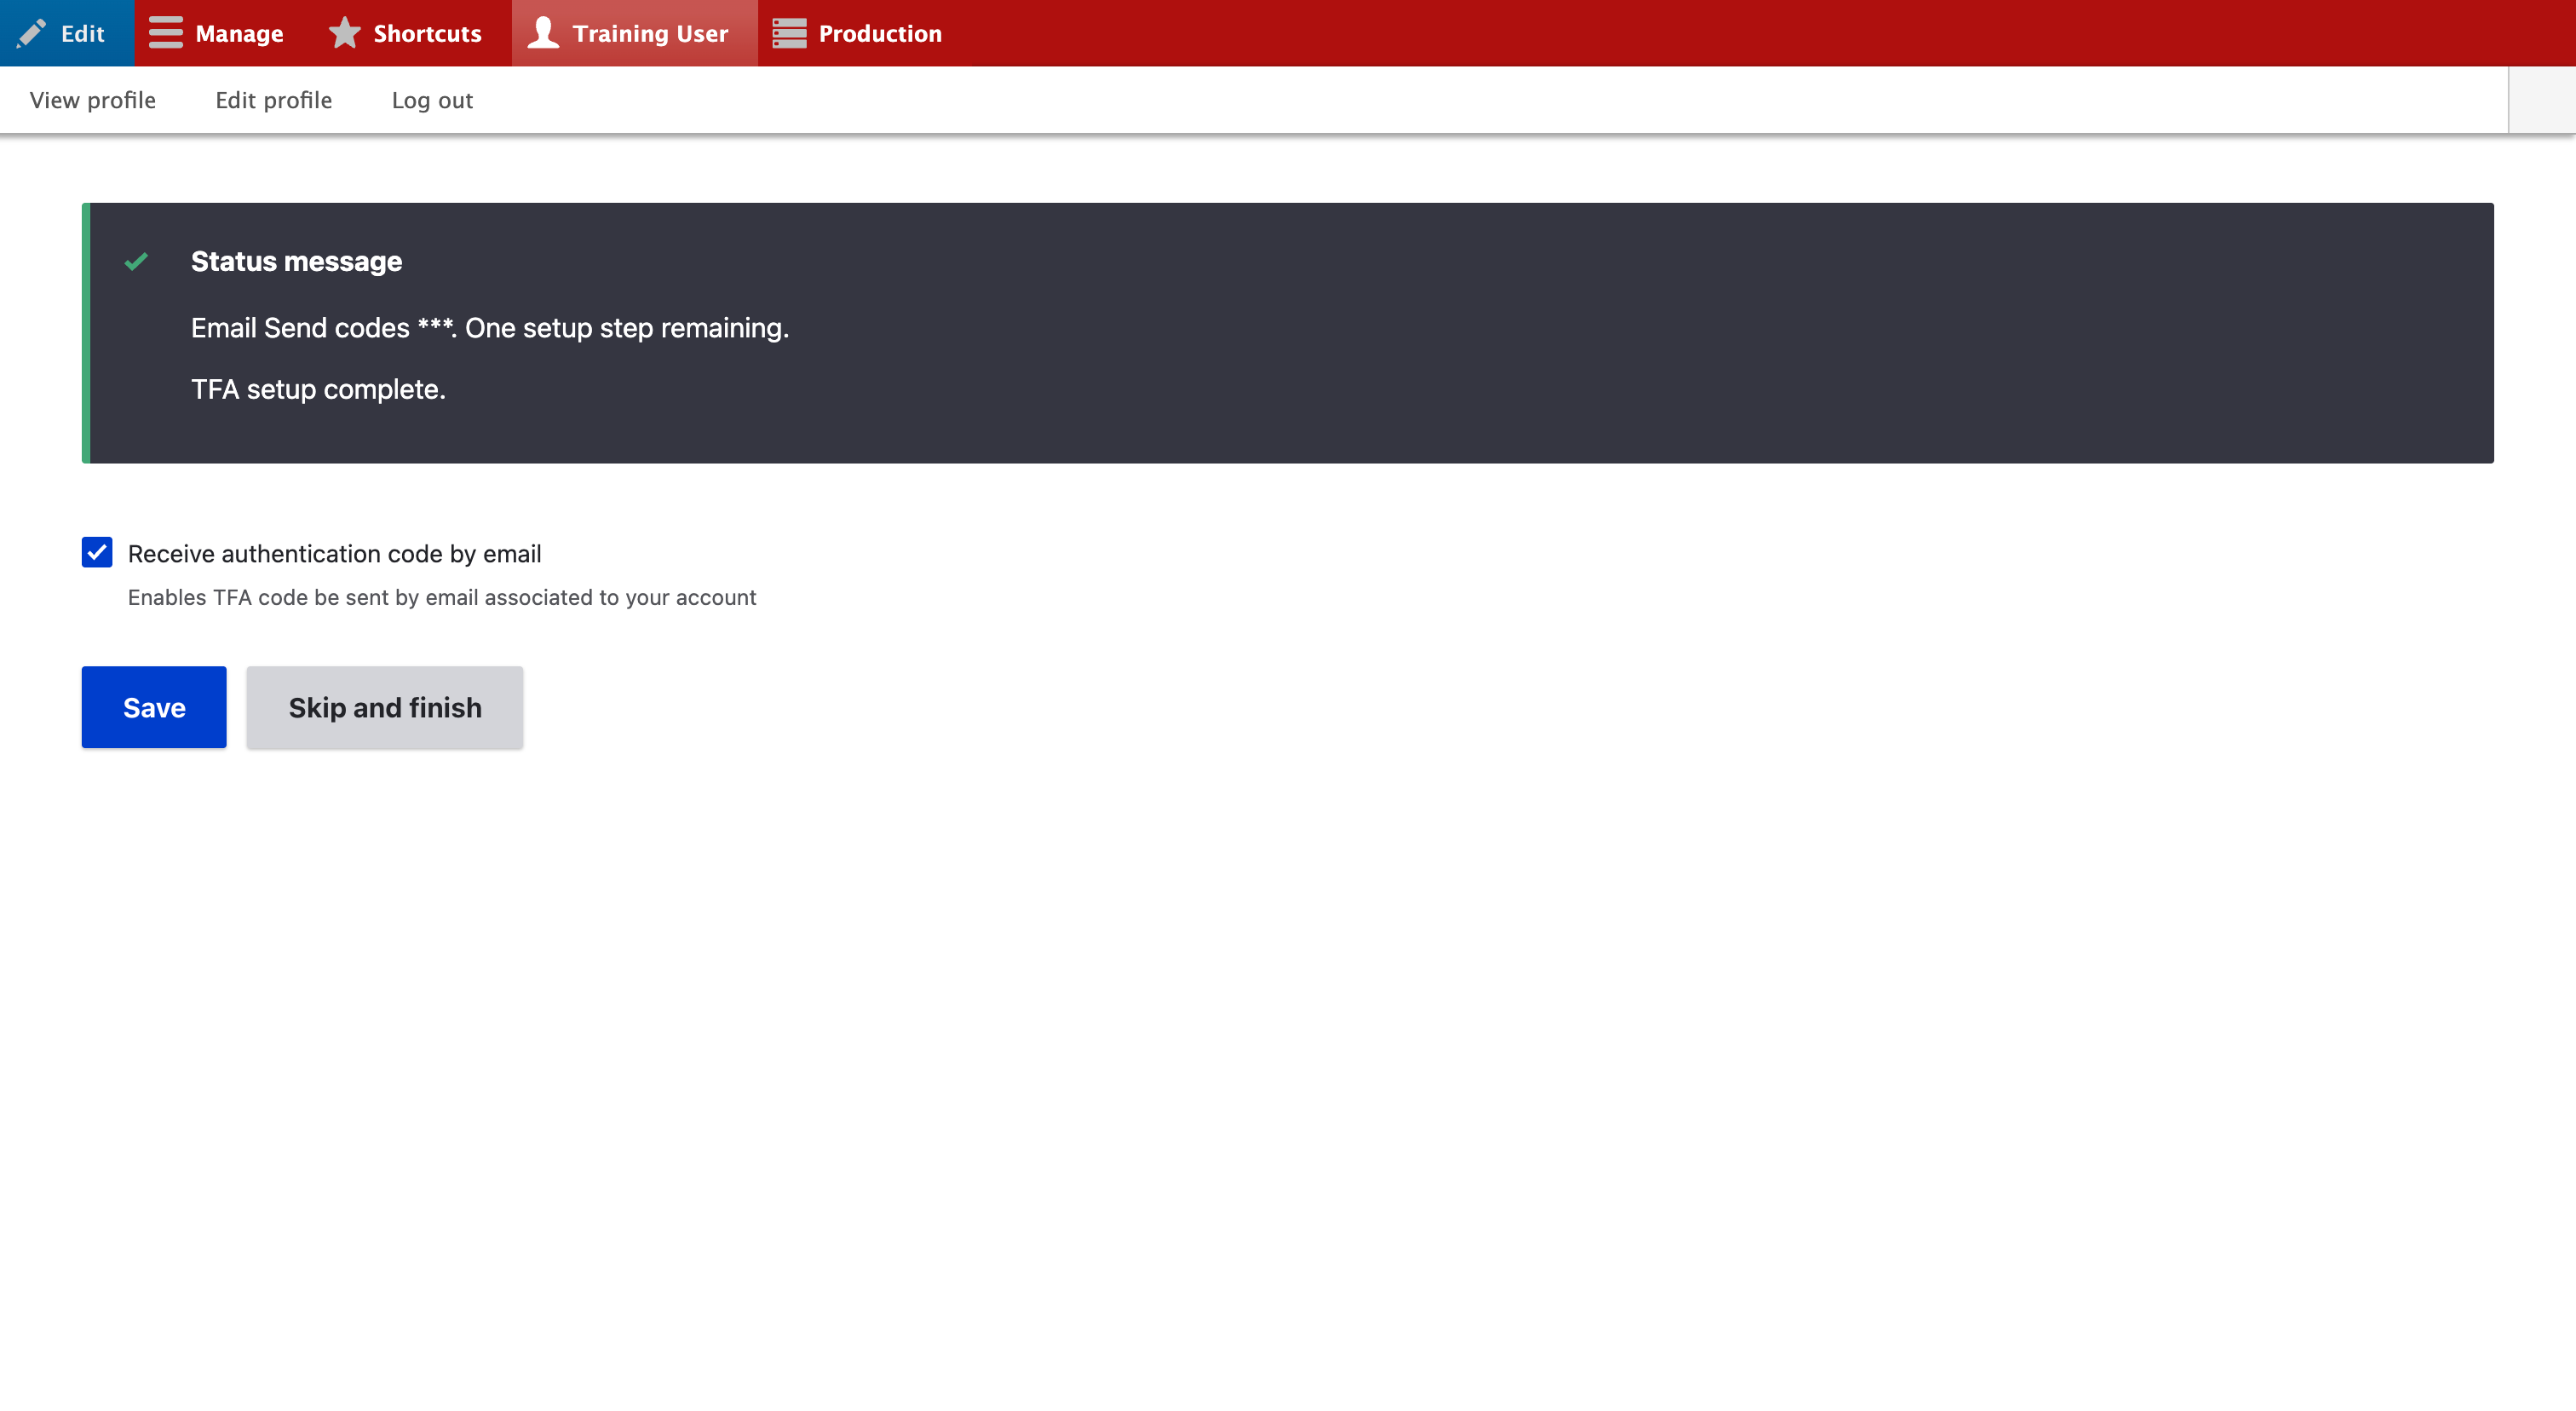 Edit Manage Shortcuts Training User Production
View profile Edit profile Log out
Status message
Email Send codes ***. One setup step remaining.
TFA setup complete.
Receive authentication code by email
Enables TFA code be sent by email associated to your account
Save Skip and finish